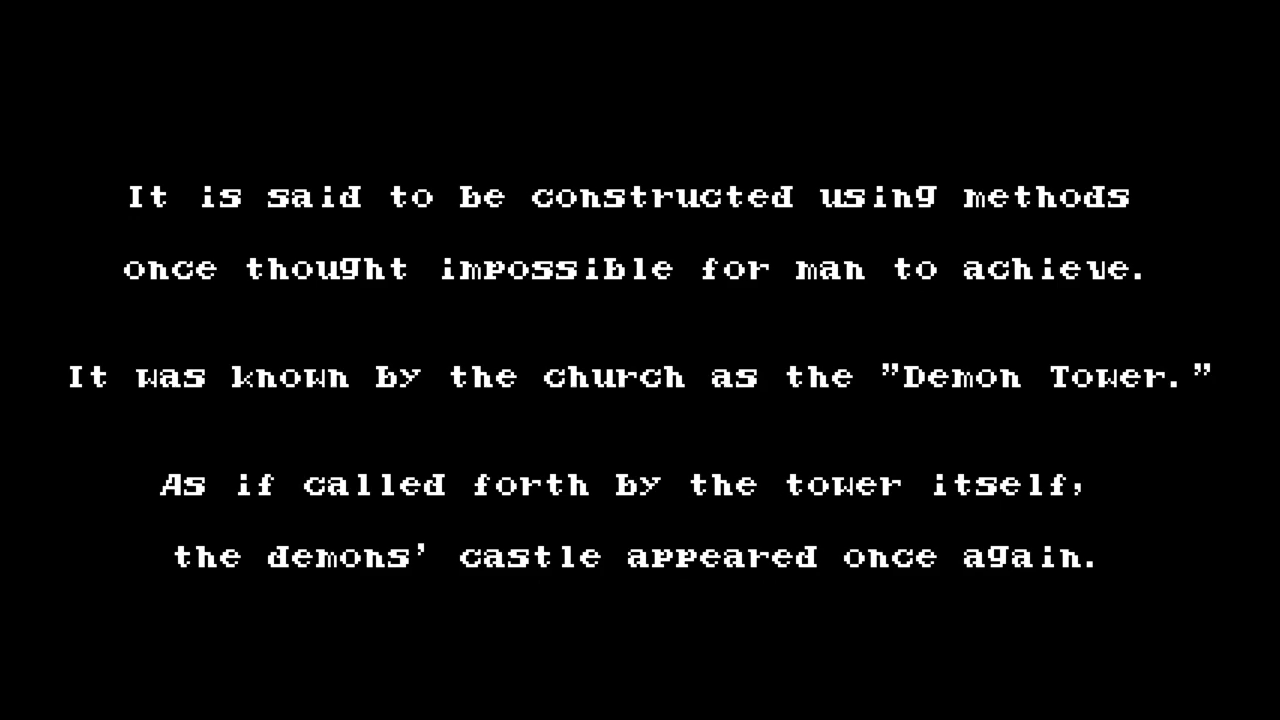 It is said to be constructed using methods
once thought impossible for man to achieve.
It was known by the church as the "Demon Tower."
As if called forth by the tower itself,
the demons' castle appeared once again.